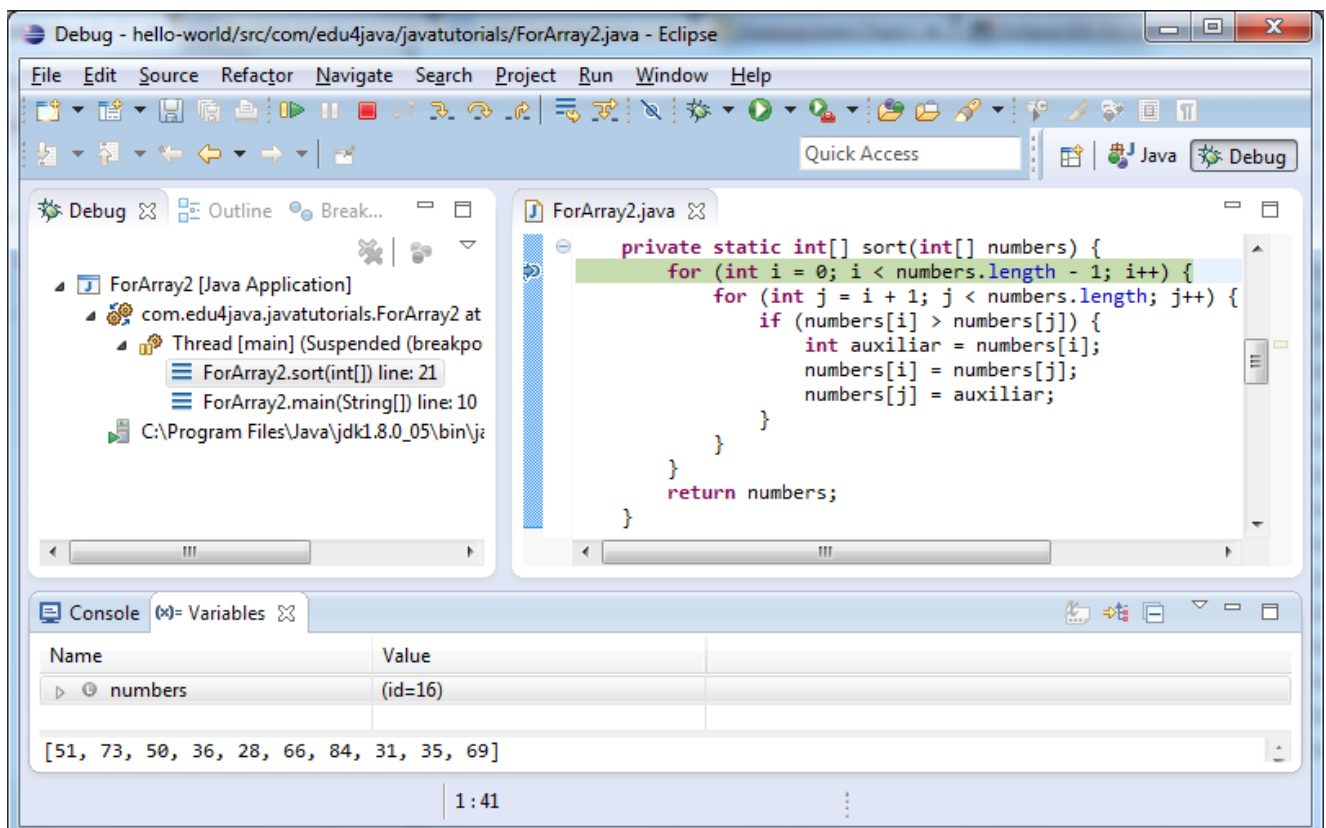 Debug - hello-world/src/com/edu4java/javatutorials/ForArray2.java - Eclipse
File Edit Source Refactor Navigate Search Project Run Window Help
Quick Access
Java
Debug
Debug Outline Break...
ForArray2 [Java Application]
com.edu4java.javatutorials.ForArray2 at
Thread [main] (Suspended (breakpo
ForArray2.sort(int[]) line: 21
ForArray2.main(String[]) line: 10
C:\Program Files\Java\jdk1.8.0_05\bin\ja
ForArray2.java
private static int[] sort(int[] numbers) {
for (int i = 0; i < numbers.length - 1; i++) {
for (int j = i + 1; j < numbers.length; j++) {
if (numbers[i] > numbers[j]) {
int auxiliar = numbers[i];
numbers[i] = numbers[j];
numbers[j] = auxiliar;
}
}
}
return numbers;
}
Console (x)= Variables
Name Value
numbers (id=16)
[51, 73, 50, 36, 28, 66, 84, 31, 35, 69]
1 : 41